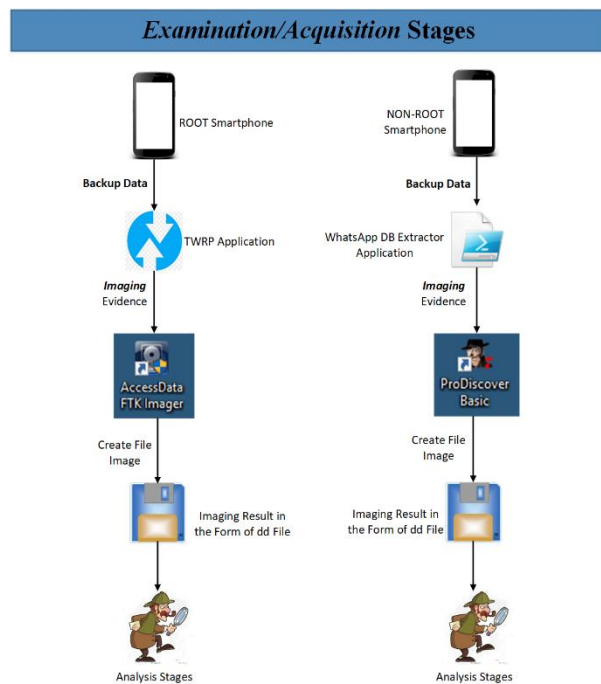 Examination/Acquisition Stages
ROOT Smartphone
Backup Data
TWRP Application
Imaging
Evidence
AccessData
FTK Imager
Create File
Image
Imaging Result in
the Form of dd File
Analysis Stages
NON-ROOT
Smartphone
Backup Data
WhatsApp DB Extractor
Application
Imaging
Evidence
ProDiscover
Basic
Create File
Image
Imaging Result in
the Form of dd File
Analysis Stages